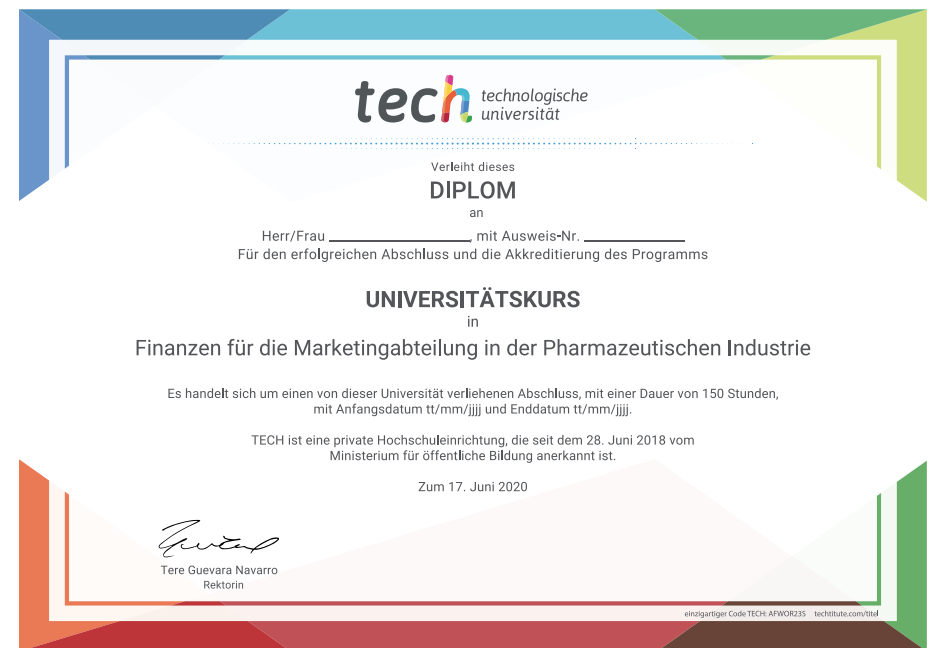 tech technologische
universität
Verleiht dieses
DIPLOM
an
Herr/Frau ____________, mit Ausweis-Nr. ____________
Für den erfolgreichen Abschluss und die Akkreditierung des Programms
UNIVERSITÄTSKURS
in
Finanzen für die Marketingabteilung in der Pharmazeutischen Industrie
Es handelt sich um einen von dieser Universität verliehenen Abschluss, mit einer Dauer von 150 Stunden,
mit Anfangsdatum tt/mm/jjjj und Enddatum tt/mm/jjjj.
TECH ist eine private Hochschuleinrichtung, die seit dem 28. Juni 2018 vom
Ministerium für öffentliche Bildung anerkannt ist.
Zum 17. Juni 2020
Tere Guevara Navarro
Rektorin
einzigartiger Code TECH: AFWOR23S techtitute.com/titel